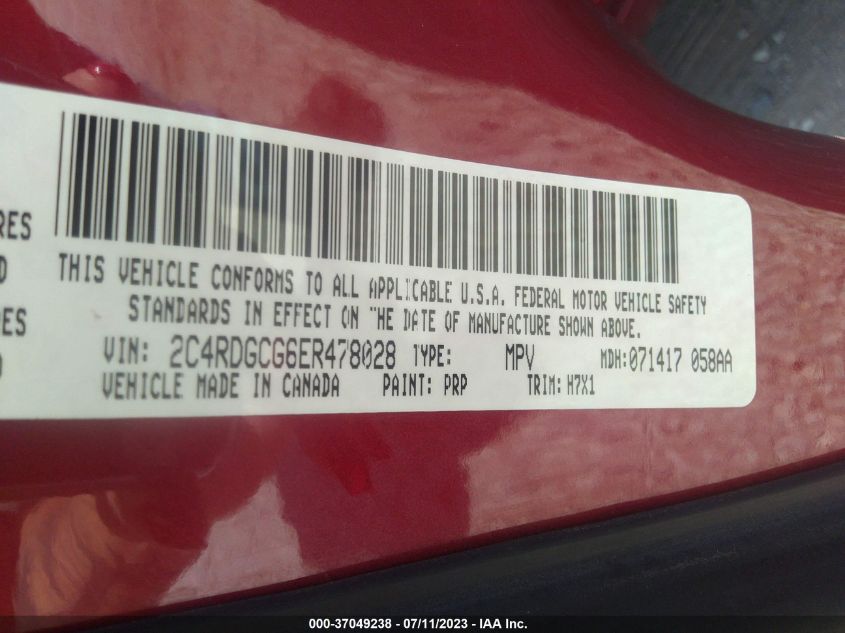 RES
D
ES
D
THIS VEHICLE CONFORMS TO ALL APPLICABLE U.S.A. FEDERAL MOTOR VEHICLE SAFETY
STANDARDS IN EFFECT ON THE DATE OF MANUFACTURE SHOWN ABOVE.
VIN: 2C4RDGCG6ER478028 TYPE: MPV MDH:071417 058AA
VEHICLE MADE IN CANADA PAINT: PRP TRIM: H7X1
000-37049238 - 07/11/2023 - IAA Inc.